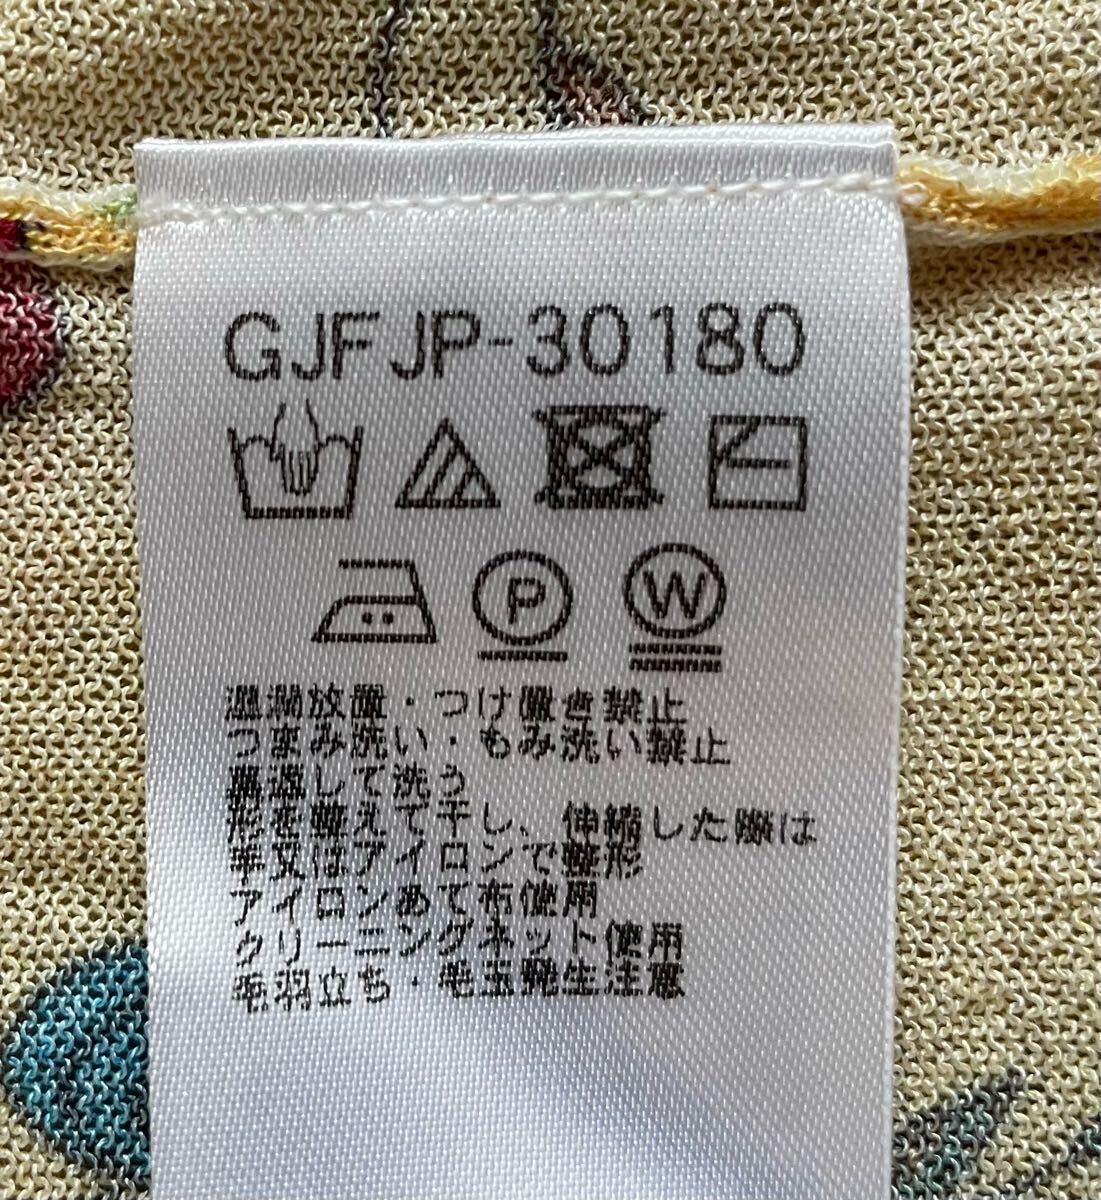 GJFJP-30180
P W
湿潤放置・つけ置き禁止
つまみ洗い・もみ洗い禁止
裏返して洗う
形を整えて干し、伸縮した際は
手又はアイロンで整形
アイロンあて布使用
クリーニングネット使用
毛羽立ち・毛玉発生注意